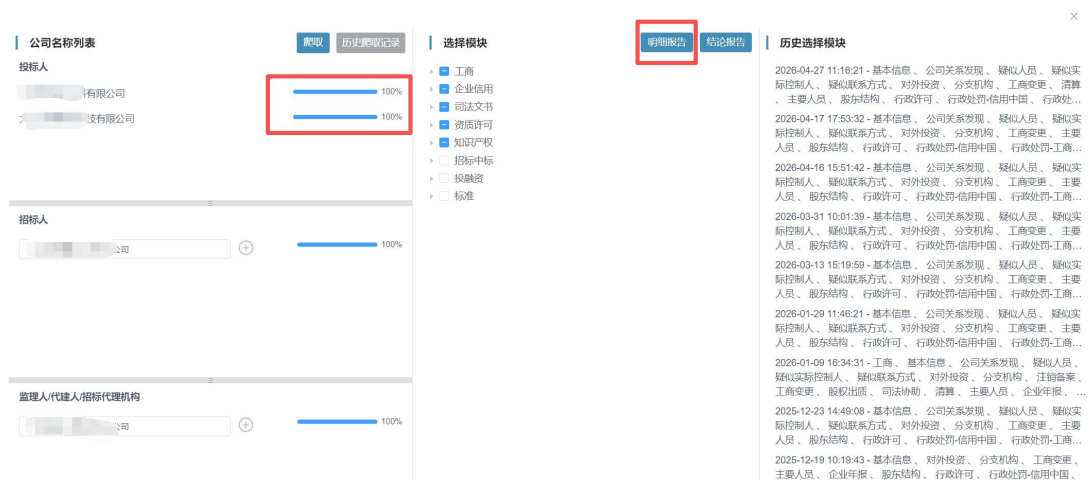 公司名称列表
爬取
历史爬取记录
投标人
有限公司
100%
技有限公司
100%
招标人
公司
100%
监理人/代建人/招标代理机构
公司
100%
选择模块
明细报告
结论报告
工商
企业信用
司法文书
资质许可
知识产权
招标中标
投融资
标准
历史选择模块
2026-04-27 11:16:21 - 基本信息、 公司关系发现、 疑似人员、 疑似实
际控制人、 疑似联系方式、 对外投资、 分支机构、 工商变更、 清算
、 主要人员、 股东结构、 行政许可、 行政处罚-信用中国、 行政处...
2026-04-17 17:53:32 - 基本信息、 公司关系发现、 疑似人员、 疑似实
际控制人、 疑似联系方式、 对外投资、 分支机构、 工商变更、 主要
人员、 股东结构、 行政许可、 行政处罚-信用中国、 行政处罚-工商...
2026-04-16 15:51:42 - 基本信息、 公司关系发现、 疑似人员、 疑似实
际控制人、 疑似联系方式、 对外投资、 分支机构、 工商变更、 主要
人员、 股东结构、 行政许可、 行政处罚-信用中国、 行政处罚-工商...
2026-03-31 10:01:39 - 基本信息、 公司关系发现、 疑似人员、 疑似实
际控制人、 疑似联系方式、 对外投资、 分支机构、 工商变更、 主要
人员、 股东结构、 行政许可、 行政处罚-信用中国、 行政处罚-工商...
2026-03-13 15:19:59 - 基本信息、 公司关系发现、 疑似人员、 疑似实
际控制人、 疑似联系方式、 对外投资、 分支机构、 工商变更、 主要
人员、 股东结构、 行政许可、 行政处罚-信用中国、 行政处罚-工商...
2026-01-29 11:46:21 - 基本信息、 公司关系发现、 疑似人员、 疑似实
际控制人、 疑似联系方式、 对外投资、 分支机构、 工商变更、 主要
人员、 股东结构、 行政许可、 行政处罚-信用中国、 行政处罚-工商...
2026-01-09 16:34:31 - 工商、 基本信息、 公司关系发现、 疑似人员、
疑似实际控制人、 疑似联系方式、 对外投资、 分支机构、 注销备案、
工商变更、 股权出质、 司法协助、 清算、 主要人员、 企业年报、 ...
2025-12-23 14:49:08 - 基本信息、 公司关系发现、 疑似人员、 疑似实
际控制人、 疑似联系方式、 对外投资、 分支机构、 工商变更、 主要
人员、 股东结构、 行政许可、 行政处罚-信用中国、 行政处罚-工商...
2025-12-19 10:19:43 - 基本信息、 对外投资、 分支机构、 工商变更、
主要人员、 企业年报、 股东结构、 行政许可、 行政处罚-信用中国、